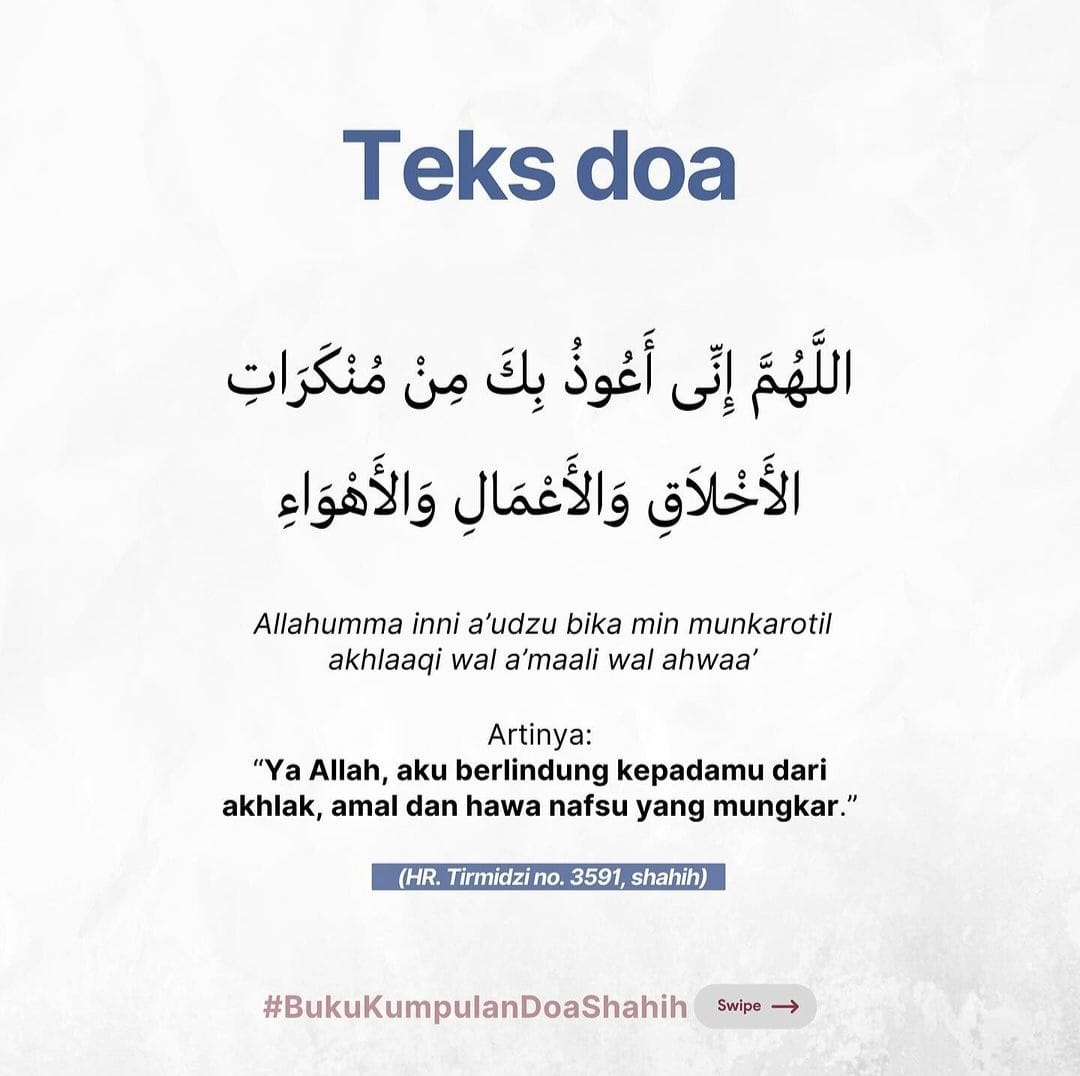 Teks doa
اللَّهُمَّ إِنِّى أَعُوذُ بِكَ مِنْ مُنْكَرَاتِ
الأَخْلاَقِ وَالأَعْمَالِ وَالأَهْوَاءِ
Allahumma inni a’udzu bika min munkarotil
akhlaaqi wal a’maali wal ahwaa’
Artinya:
“Ya Allah, aku berlindung kepadamu dari
akhlak, amal dan hawa nafsu yang mungkar.”
(HR. Tirmidzi no. 3591, shahih)
#BukuKumpulanDoaShahih
Swipe →